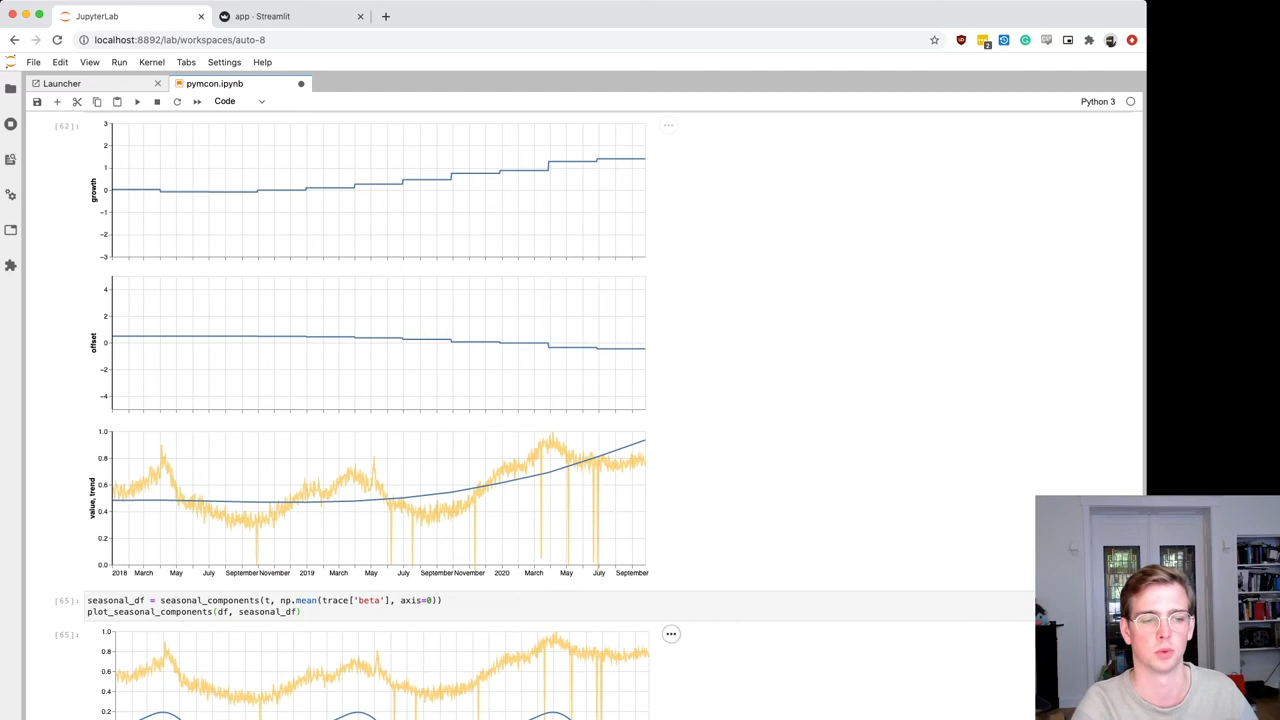 JupyterLab
app · Streamlit
localhost:8892/lab/workspaces/auto-8
2
File Edit View Run Kernel Tabs Settings Help
Launcher
pymcon.ipynb
Code
Python 3
[62]:
3
2
1
0
-1
-2
-3
growth
4
2
0
-2
-4
offset
1.0
0.8
0.6
0.4
0.2
0.0
value, trend
2018 March May July September November 2019 March May July September November 2020 March May July September
[65]:
seasonal_df = seasonal_components(t, np.mean(trace['beta'], axis=0))
plot_seasonal_components(df, seasonal_df)
[65]:
1.0
0.8
0.6
0.4
0.2